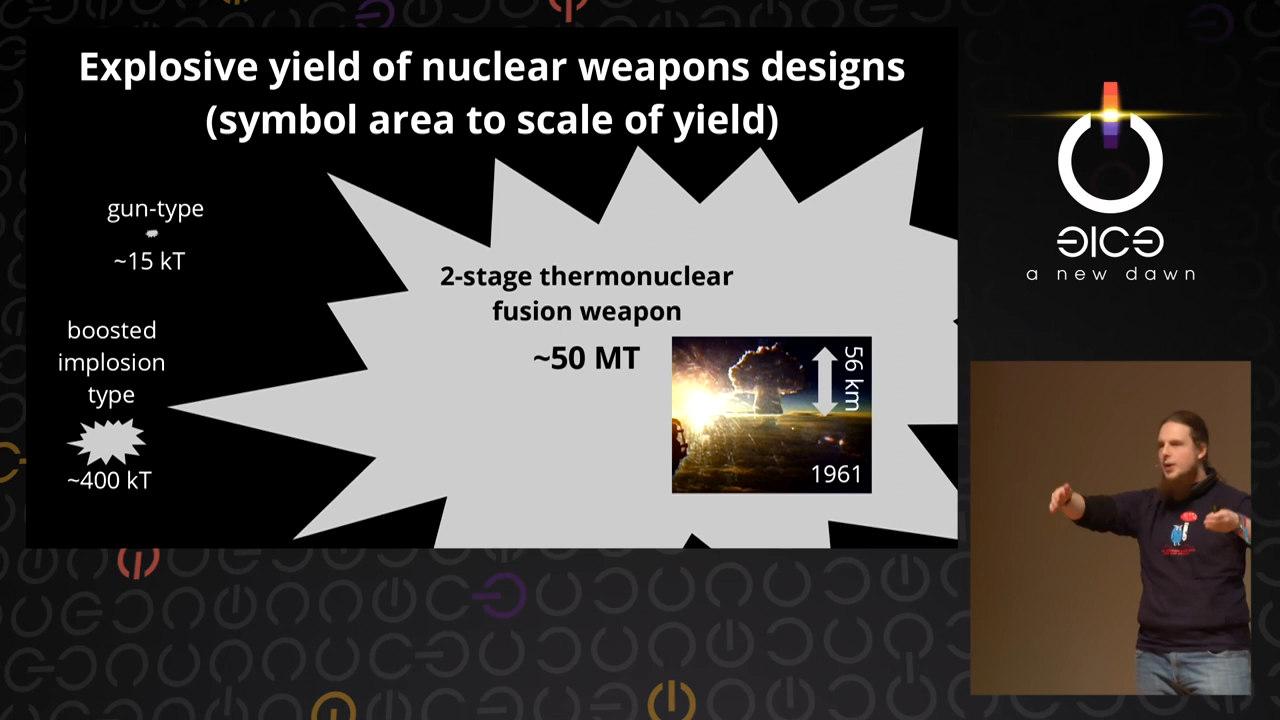 Explosive yield of nuclear weapons designs
(symbol area to scale of yield)
gun-type
~15 kT
boosted
implosion
type
~400 kT
2-stage thermonuclear
fusion weapon
~50 MT
56 km
1961
a new dawn